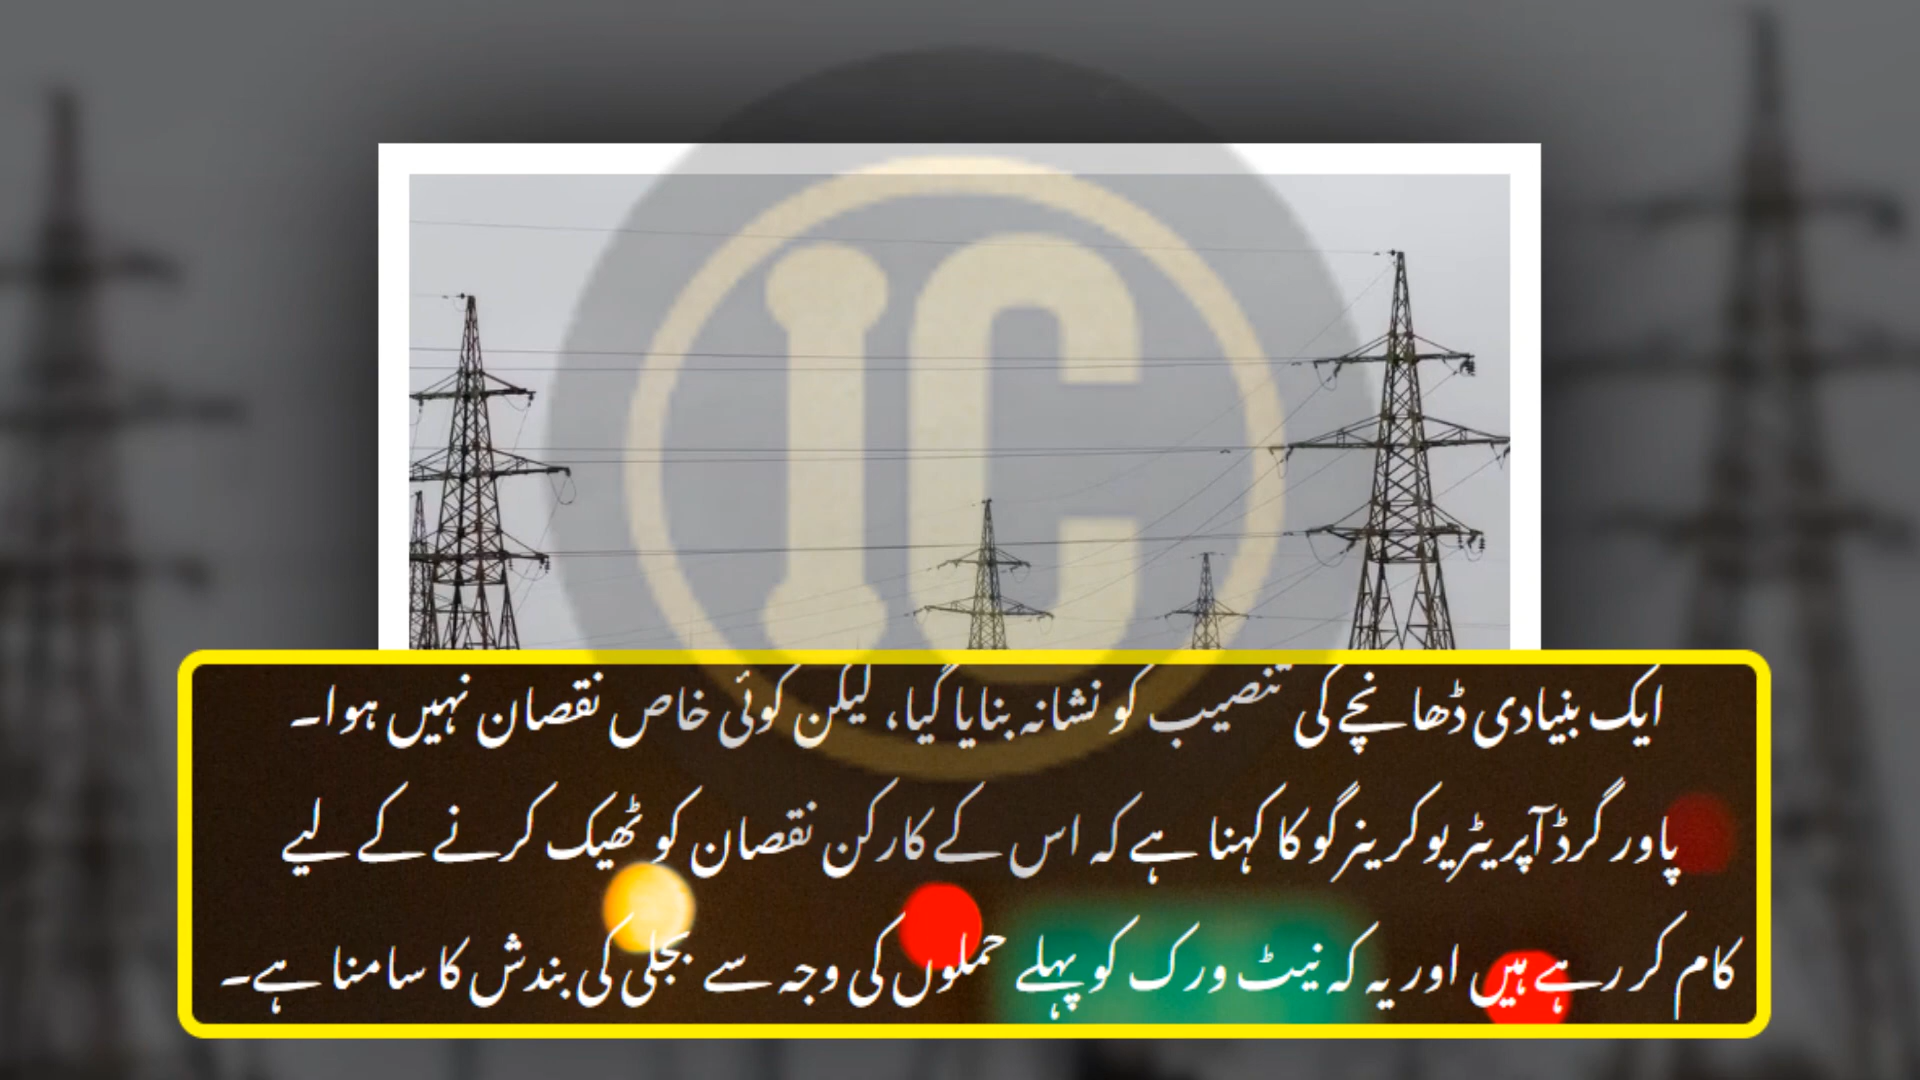 IC
ایک بنیادی ڈھانچے کی تنصیب کو نشانہ بنایا گیا، لیکن کوئی خاص نقصان نہیں ہوا۔
پاور گرڈ آپریٹر یوکرینرگو کا کہنا ہے کہ اس کے کارکن نقصان کو ٹھیک کرنے کے لیے
کام کر رہے ہیں اور یہ کہ نیٹ ورک کو پہلے حملوں کی وجہ سے بجلی کی بندش کا سامنا ہے۔